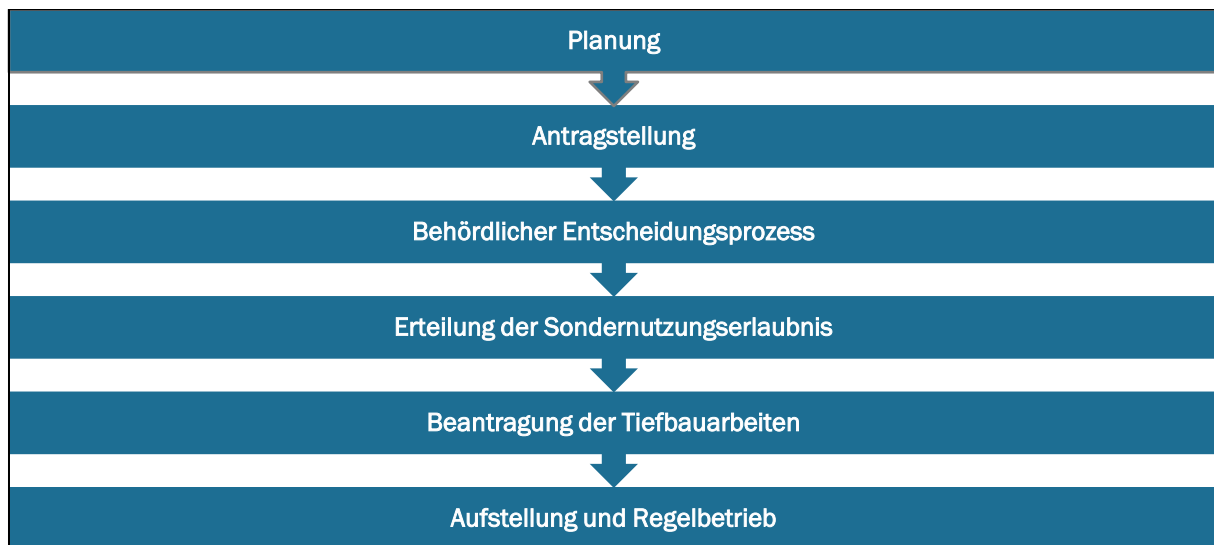 Planung
Antragstellung
Behördlicher Entscheidungsprozess
Erteilung der Sondernutzungserlaubnis
Beantragung der Tiefbauarbeiten
Aufstellung und Regelbetrieb